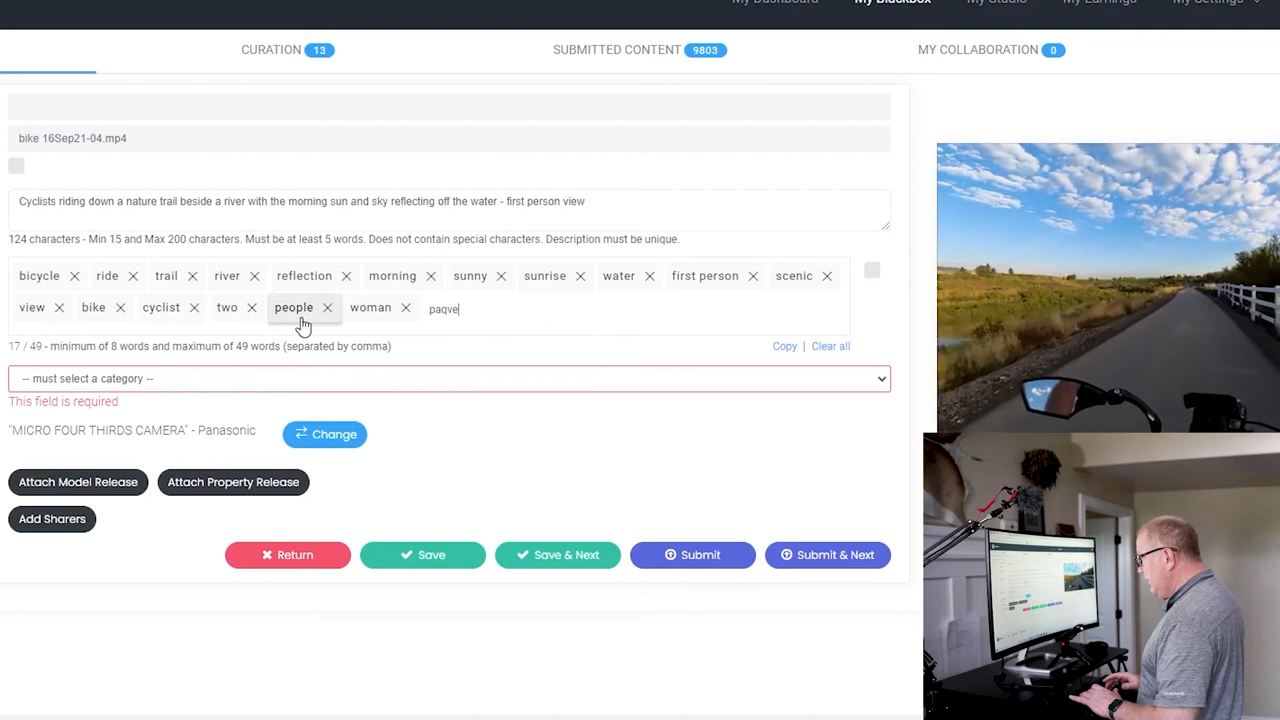 My Dashboard My Blackbox My Studio My Earnings My Settings
CURATION 13 SUBMITTED CONTENT 9803 MY COLLABORATION 0
bike 16Sep21-04.mp4
Cyclists riding down a nature trail beside a river with the morning sun and sky reflecting off the water - first person view
124 characters - Min 15 and Max 200 characters. Must be at least 5 words. Does not contain special characters. Description must be unique.
bicycle ride trail river reflection morning sunny sunrise water first person scenic
view bike cyclist two people woman paqve
17 / 49 - minimum of 8 words and maximum of 49 words (separated by comma) Copy | Clear all
-- must select a category --
This field is required
"MICRO FOUR THIRDS CAMERA" - Panasonic Change
Attach Model Release Attach Property Release
Add Sharers
Return Save Save & Next Submit Submit & Next